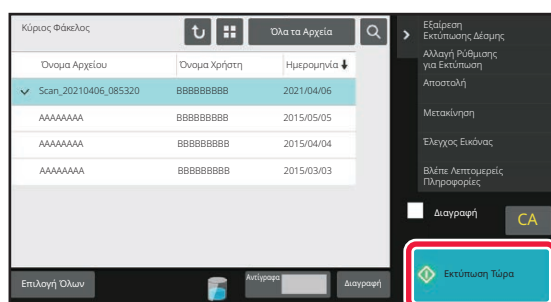 Κύριος Φάκελος
Όλα τα Αρχεία
Όνομα Αρχείου Όνομα Χρήστη Ημερομηνία
Scan_20210406_085320 BBBBBBBBB 2021/04/06
AAAAAAAA BBBBBBBBB 2015/05/05
AAAAAAAA BBBBBBBBB 2015/04/04
AAAAAAAA BBBBBBBBB 2015/03/03
Επιλογή Όλων
Αντίγραφα
Διαγραφή
Εξαίρεση
Εκτύπωσης Δέσμης
Αλλαγή Ρύθμισης
για Εκτύπωση
Αποστολή
Μετακίνηση
Έλεγχος Εικόνας
Βλέπε Λεπτομερείς
Πληροφορίες
Διαγραφή
CA
Εκτύπωση Τώρα